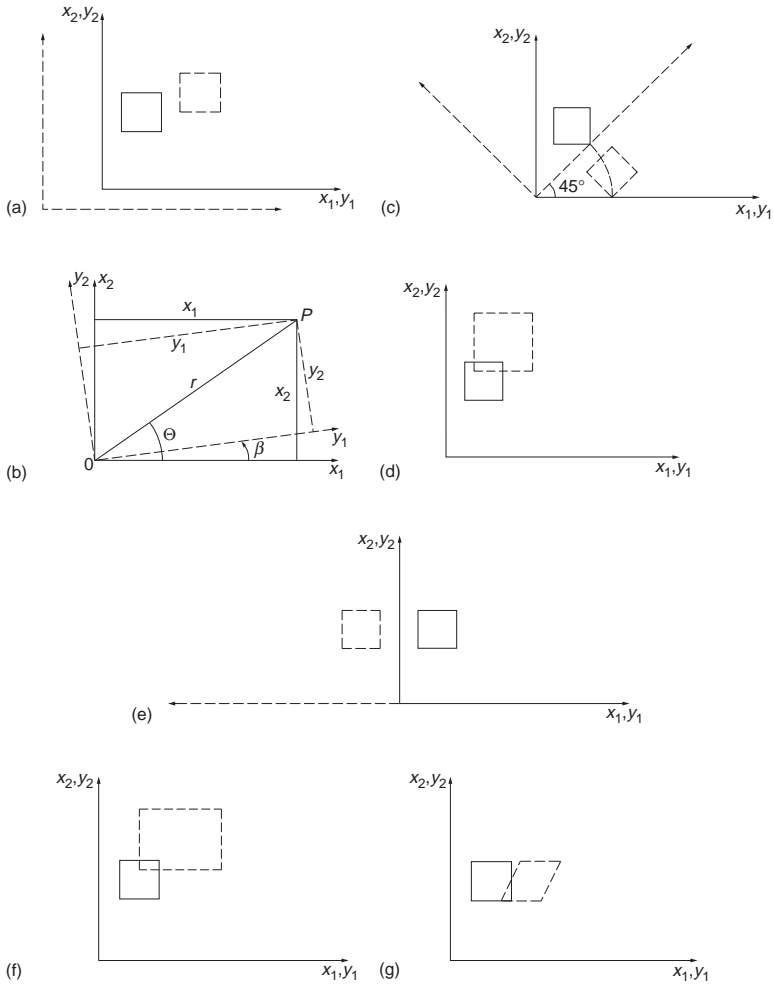 x₂,y₂
x₁,y₁
(a)
x₂,y₂
45°
x₁,y₁
(c)
y₂ x₂
x₁
P
y₁
r
y₂
x₂
Θ
β
y₁
0
x₁
(b)
x₂,y₂
x₁,y₁
(d)
x₂,y₂
x₁,y₁
(e)
x₂,y₂
x₁,y₁
(f)
x₂,y₂
x₁,y₁
(g)